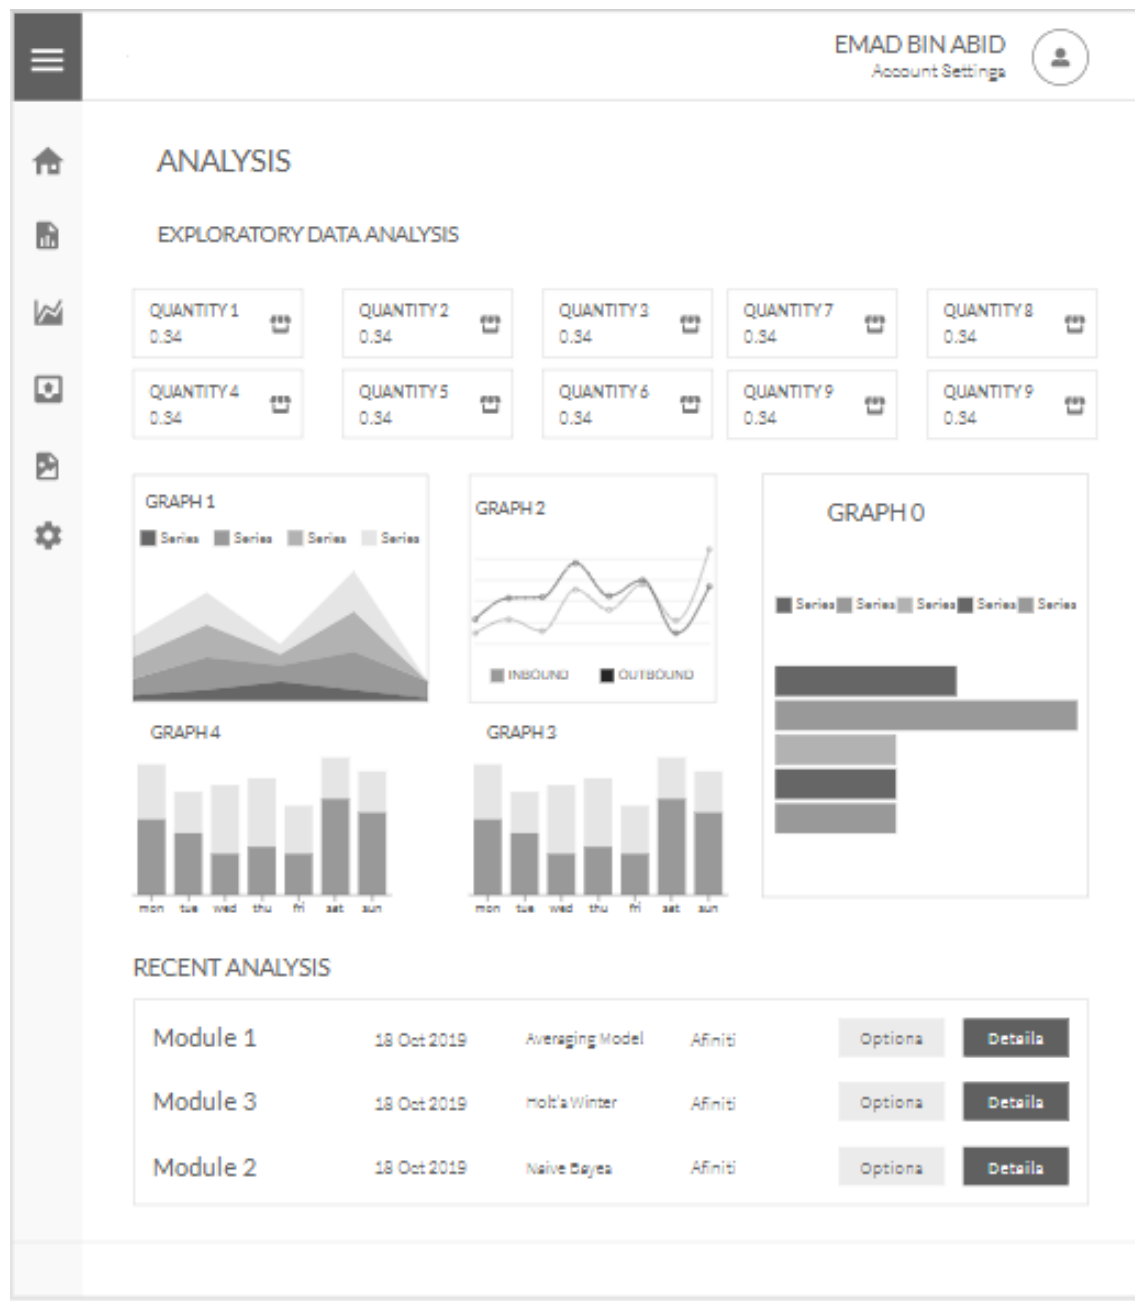 EMAD BIN ABID
Account Settings
ANALYSIS
EXPLORATORY DATA ANALYSIS
QUANTITY 1
0.34
QUANTITY 2
0.34
QUANTITY 3
0.34
QUANTITY 7
0.34
QUANTITY 8
0.34
QUANTITY 4
0.34
QUANTITY 5
0.34
QUANTITY 6
0.34
QUANTITY 9
0.34
QUANTITY 9
0.34
GRAPH 1
Series Series Series Series
GRAPH 2
INBOUND OUTBOUND
GRAPH 0
Series Series Series Series Series
GRAPH 4
mon tue wed thu fri sat sun
GRAPH 3
mon tue wed thu fri sat sun
RECENT ANALYSIS
Module 1 18 Oct 2019 Averaging Model Afiniti Options Details
Module 3 18 Oct 2019 Holt's Winter Afiniti Options Details
Module 2 18 Oct 2019 Naive Bayes Afiniti Options Details